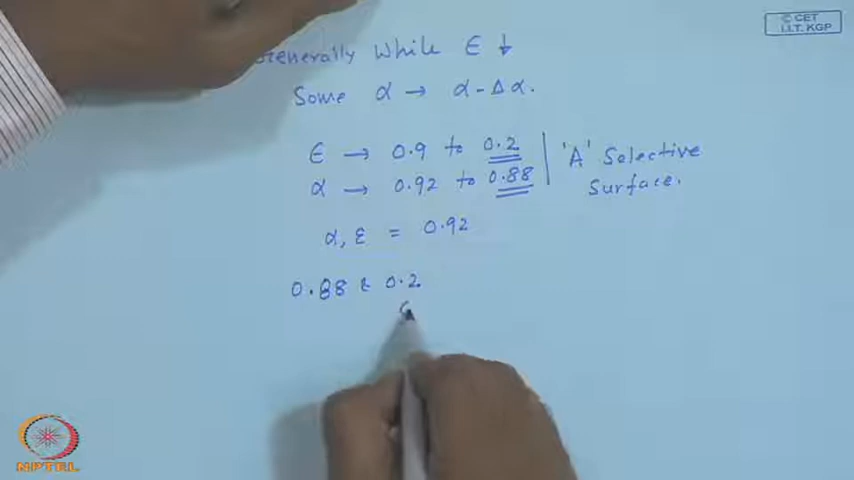 © CET
I.I.T. KGP
Generally While ϵ ↓
Some α → α - Δα.
ϵ → 0.9 to 0.2
α → 0.92 to 0.88
'A' Selective
Surface.
α, ε = 0.92
0.88 & 0.2
NPTEL